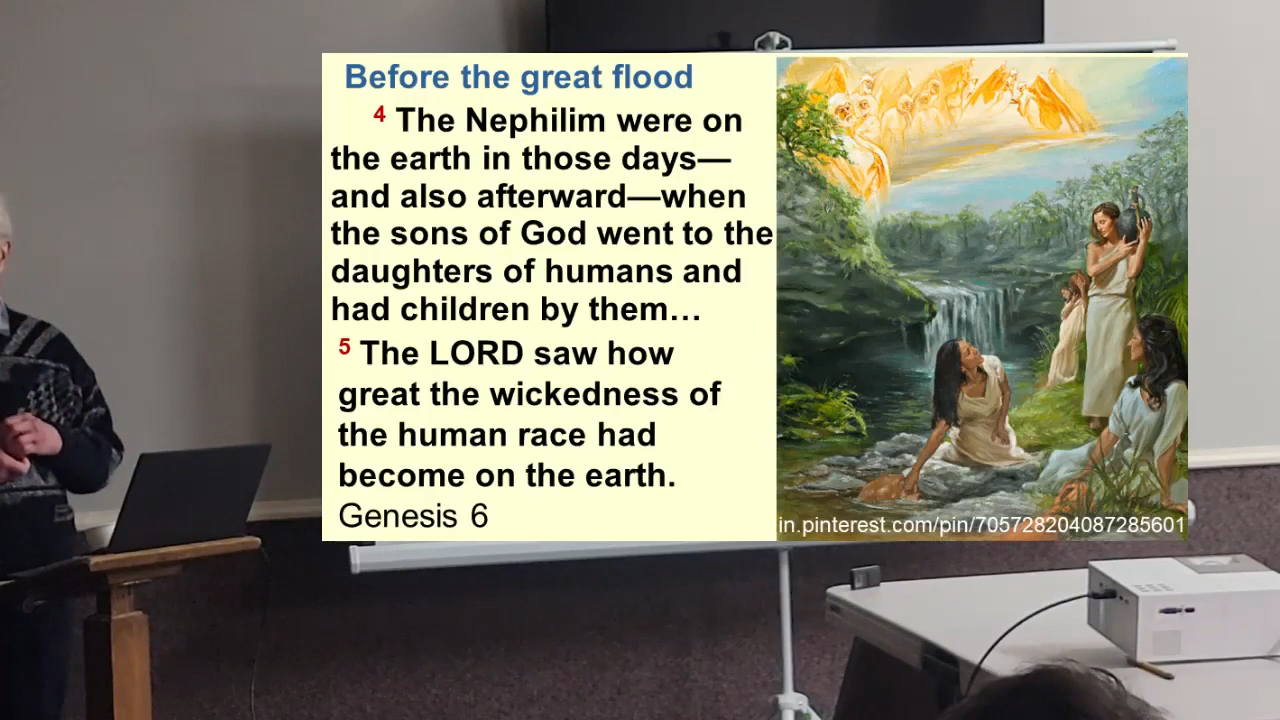 Before the great flood
4 The Nephilim were on
the earth in those days—
and also afterward—when
the sons of God went to the
daughters of humans and
had children by them…
5 The LORD saw how
great the wickedness of
the human race had
become on the earth.
Genesis 6
in.pinterest.com/pin/705728204087285601